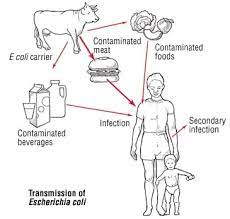 E coli carrier
Contaminated
meat
Contaminated
foods
Contaminated
beverages
Infection
Secondary
infection
Transmission of
Escherichia coli